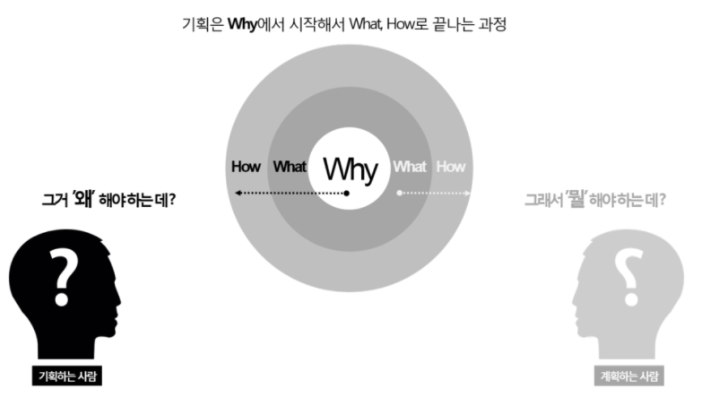 기획은 Why에서 시작해서 What, How로 끝나는 과정
How What Why What How
그거 '왜' 해야 하는 데?
그래서 '뭘' 해야 하는 데?
?
?
기획하는 사람
계획하는 사람